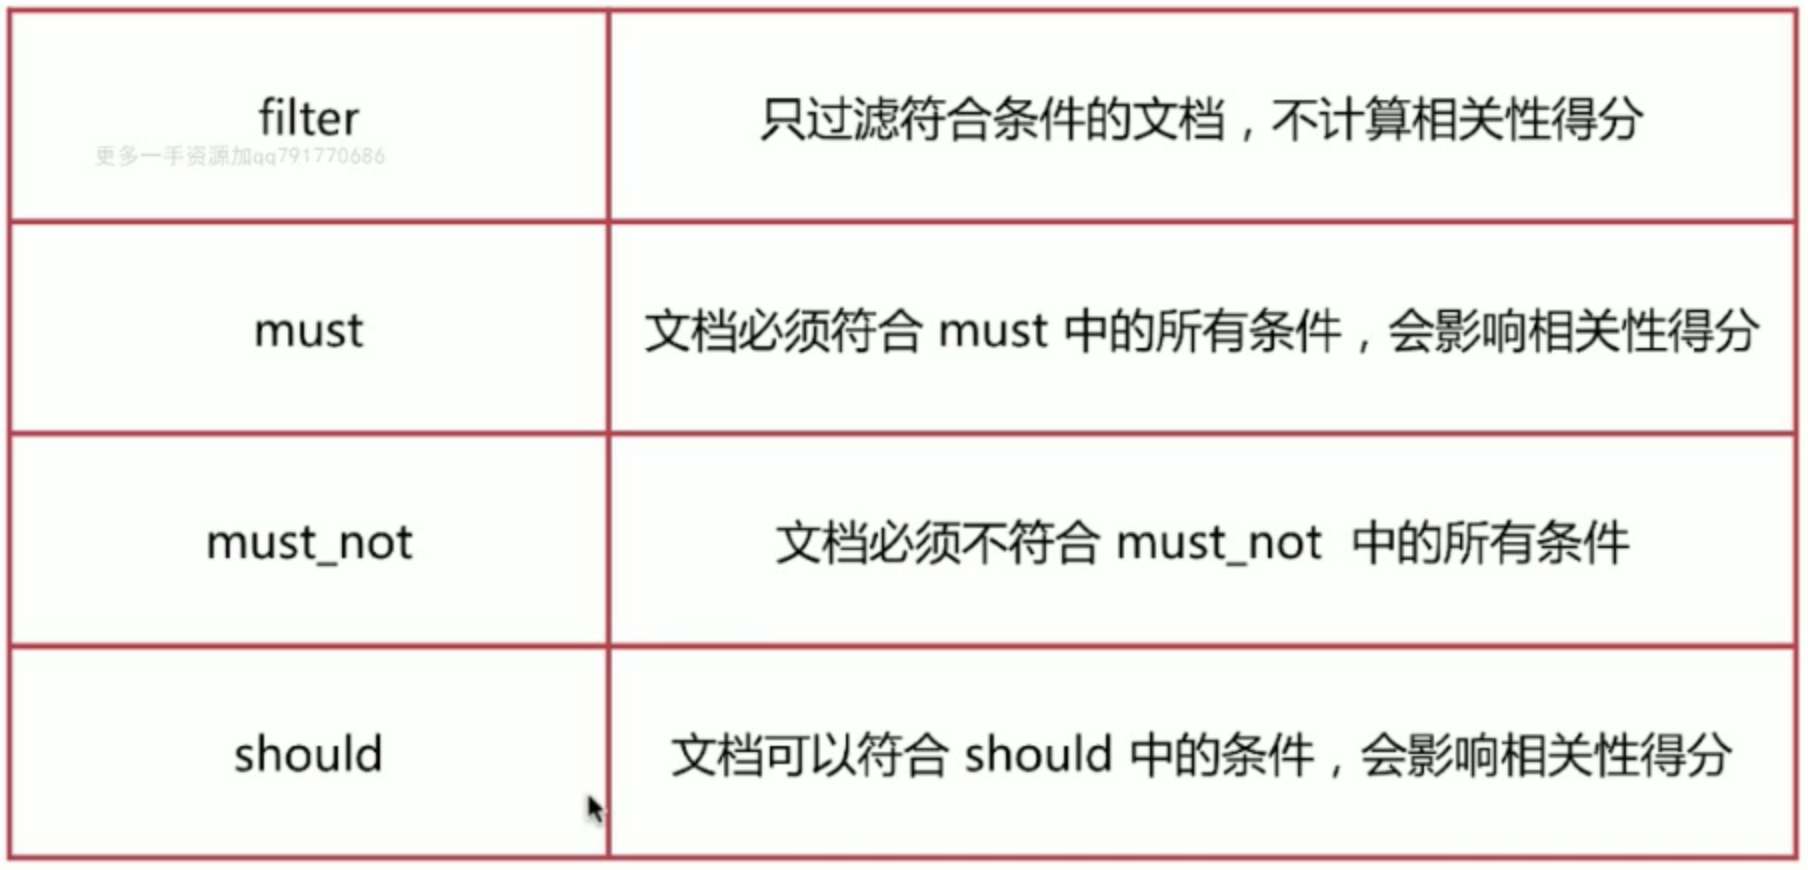 filter
只过滤符合条件的文档，不计算相关性得分
更多一手资源加qq791770686
must
文档必须符合 must 中的所有条件，会影响相关性得分
must_not
文档必须不符合 must_not 中的所有条件
should
文档可以符合 should 中的条件，会影响相关性得分